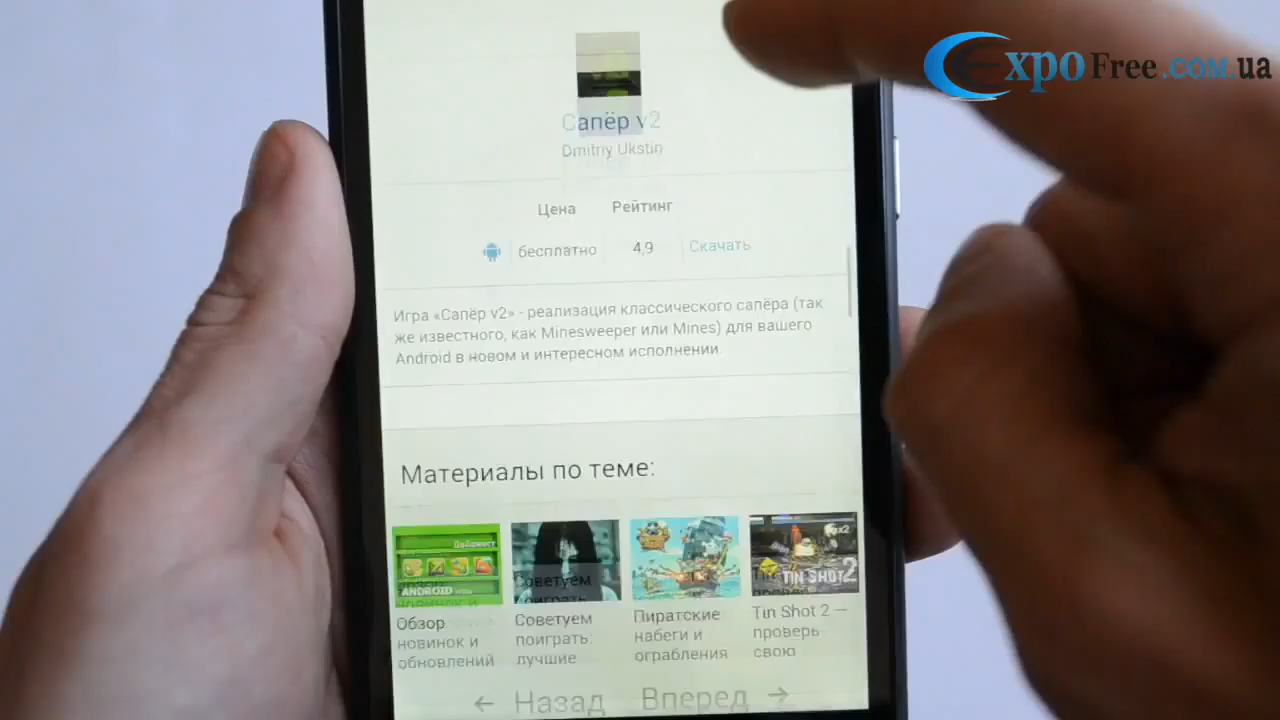 Expo Free.com.ua
Сапёр v2
Dmitriy Ukstin
Цена Рейтинг
бесплатно 4,9 Скачать
Игра «Сапёр v2» - реализация классического сапёра (так
же известного, как Minesweeper или Mines) для вашего
Android в новом и интересном исполнении.
Материалы по теме:
ANDROID
TIN SHOT 2
Обзор
новинок и
обновлений
Советуем
поиграть:
лучшие
Пиратские
набеги и
ограбления
Tin Shot 2 —
проверь
свою
← Назад Вперед →